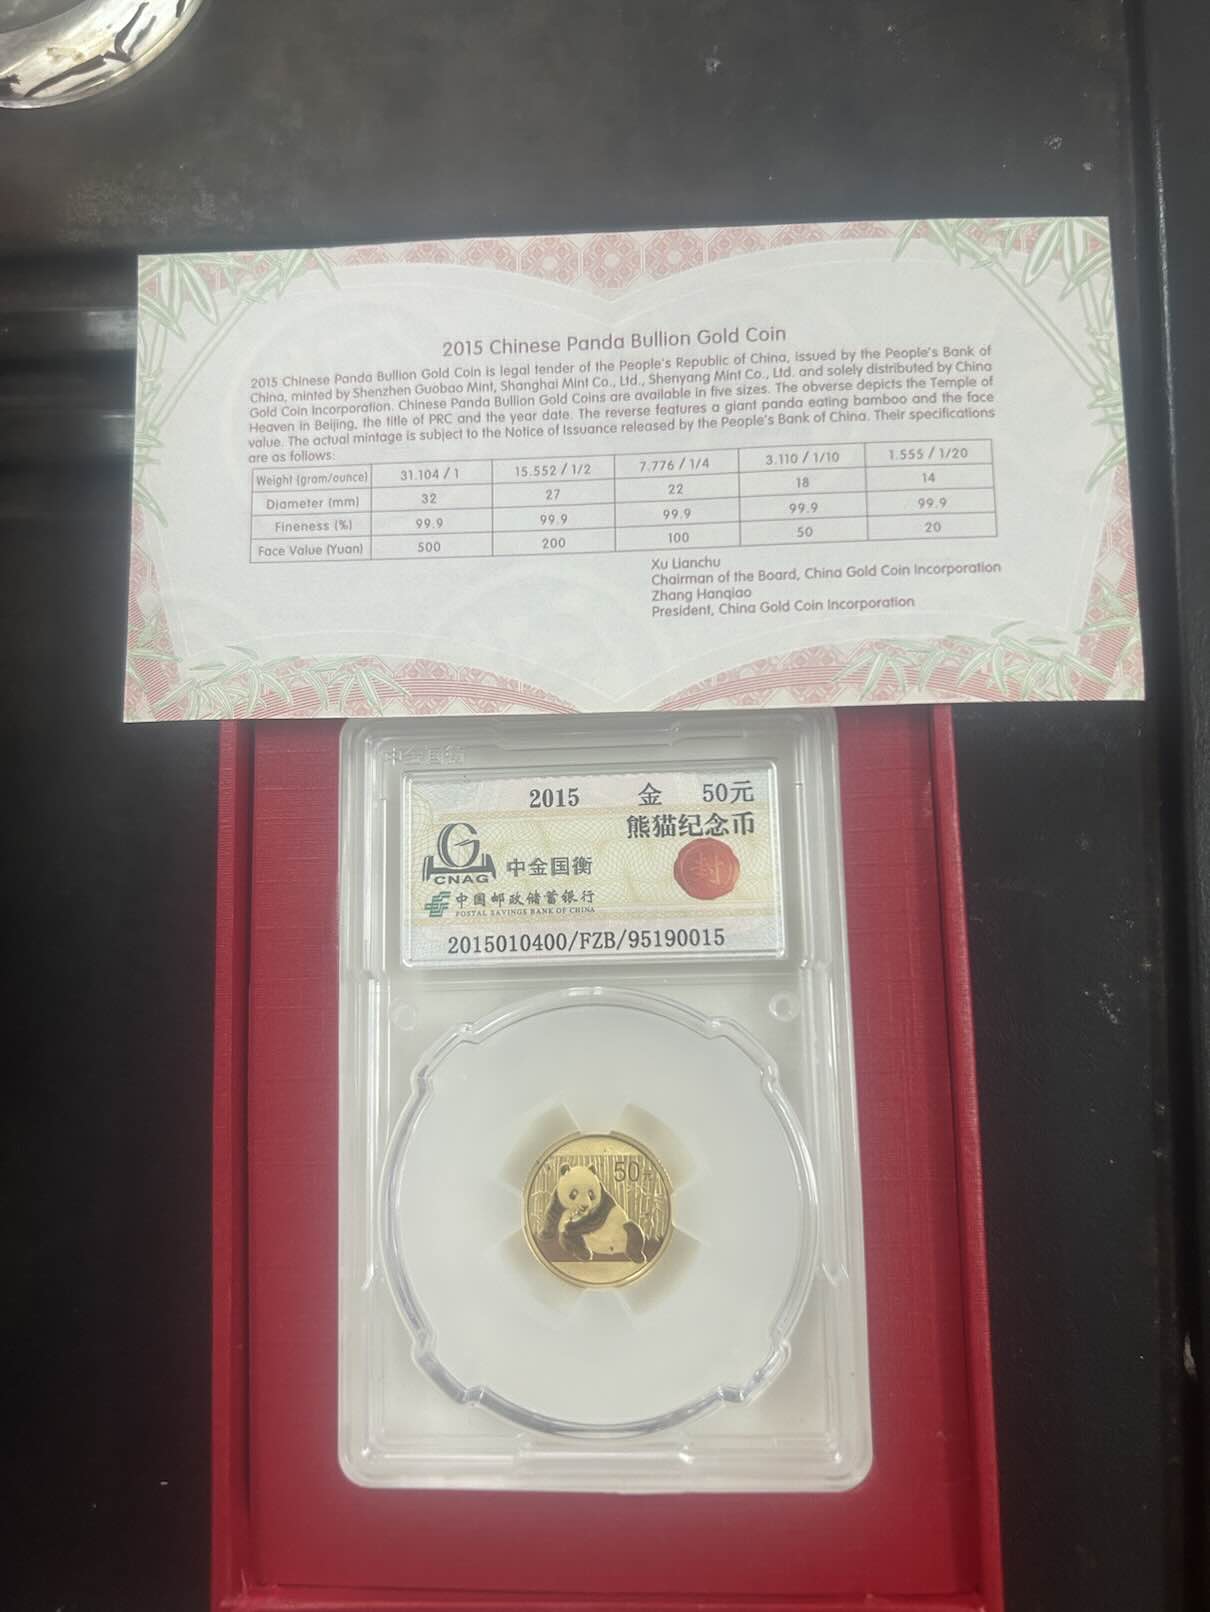 2015 Chinese Panda Bullion Gold Coin
2015 Chinese Panda Bullion Gold Coin is legal tender of the People's Republic of China, issued by the People's Bank of
China, minted by Shenzhen Guobao Mint, Shanghai Mint Co., Ltd., Shenyang Mint Co., Ltd. and solely distributed by China
Gold Coin Incorporation. Chinese Panda Bullion Gold Coins are available in five sizes. The obverse depicts the Temple of
Heaven in Beijing, the title of PRC and the year date. The reverse features a giant panda eating bamboo and the face
value. The actual mintage is subject to the Notice of Issuance released by the People's Bank of China. Their specifications
are as follows:
Weight (gram/ounce) 31.104 / 1 15.552 / 1/2 7.776 / 1/4 3.110 / 1/10 1.555 / 1/20
Diameter (mm) 32 27 22 18 14
Fineness (%) 99.9 99.9 99.9 99.9 99.9
Face Value (Yuan) 500 200 100 50 20
Xu Lianchu
Chairman of the Board, China Gold Coin Incorporation
Zhang Hanqiao
President, China Gold Coin Incorporation
中金国衡
2015 金 50元
熊猫纪念币
CNAG 中金国衡
封
中国邮政储蓄银行
POSTAL SAVINGS BANK OF CHINA
2015010400/FZB/95190015
50元